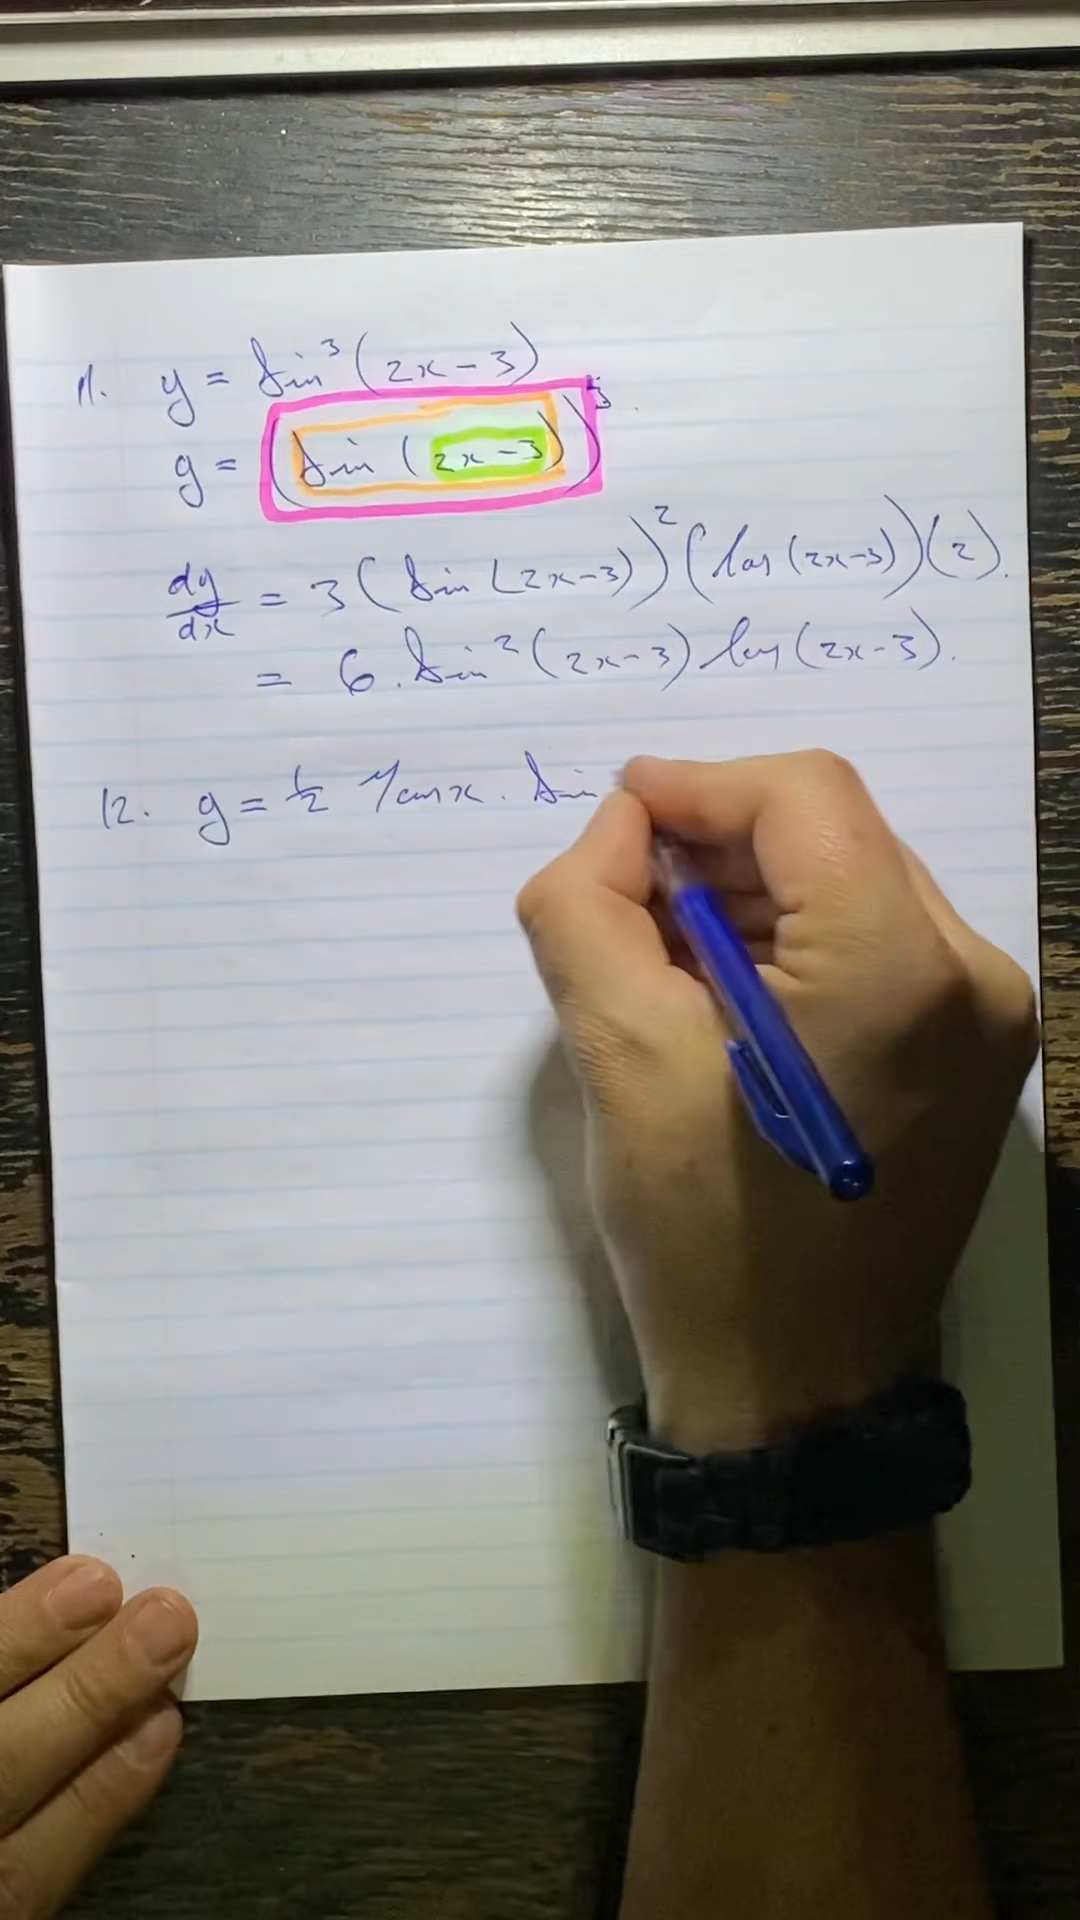 11. y = sin³(2x-3)
y = (sin(2x-3))³.
dy/dx = 3(sin(2x-3))²(cos(2x-3))(2).
= 6.sin²(2x-3)cos(2x-3).
12. y = 1/2 Tan x. sin